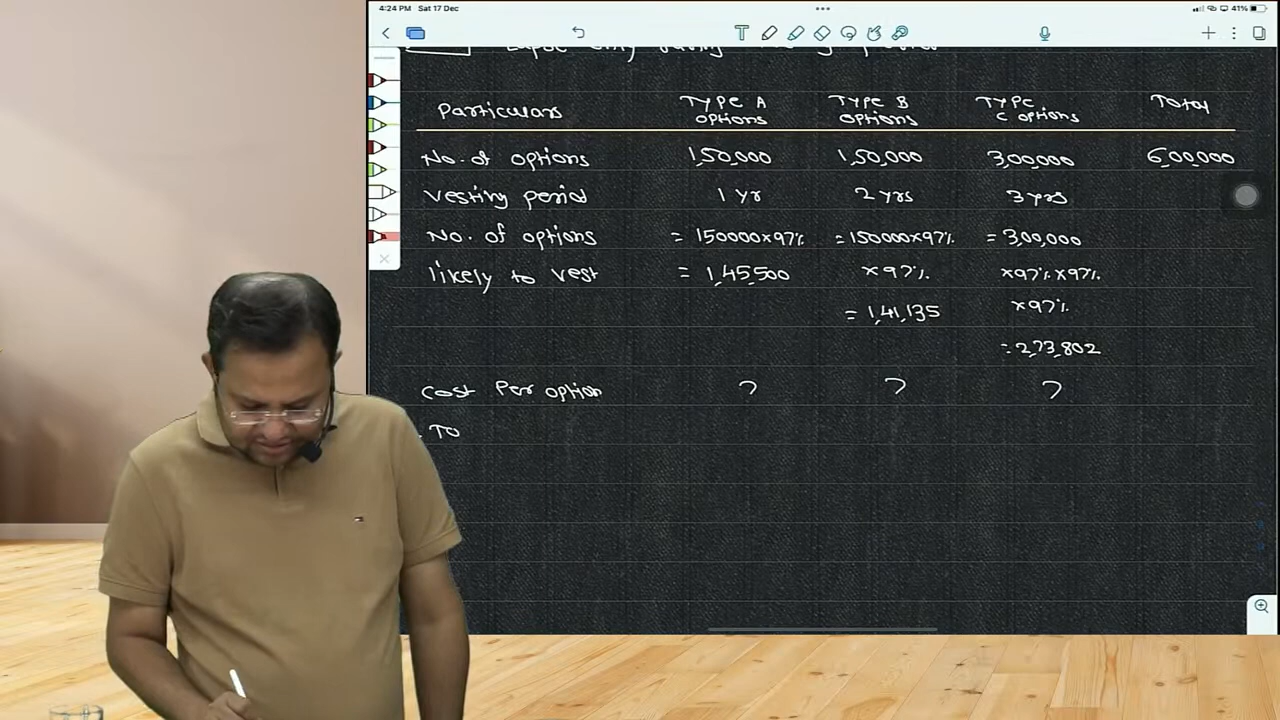 4:24 PM Sat 17 Dec
41%
Particulars TYPE A options TYPE B options TYPE C options Total
No. of options 1,50,000 1,50,000 3,00,000 6,00,000
Vesting period 1 yr 2 yrs 3 yrs
No. of options = 150000x97% = 150000x97% = 3,00,000
likely to vest = 1,45,500 x97% x97%x97%
= 1,41,135 x97%
= 2,73,802
Cost Per option ? ? ?
TO